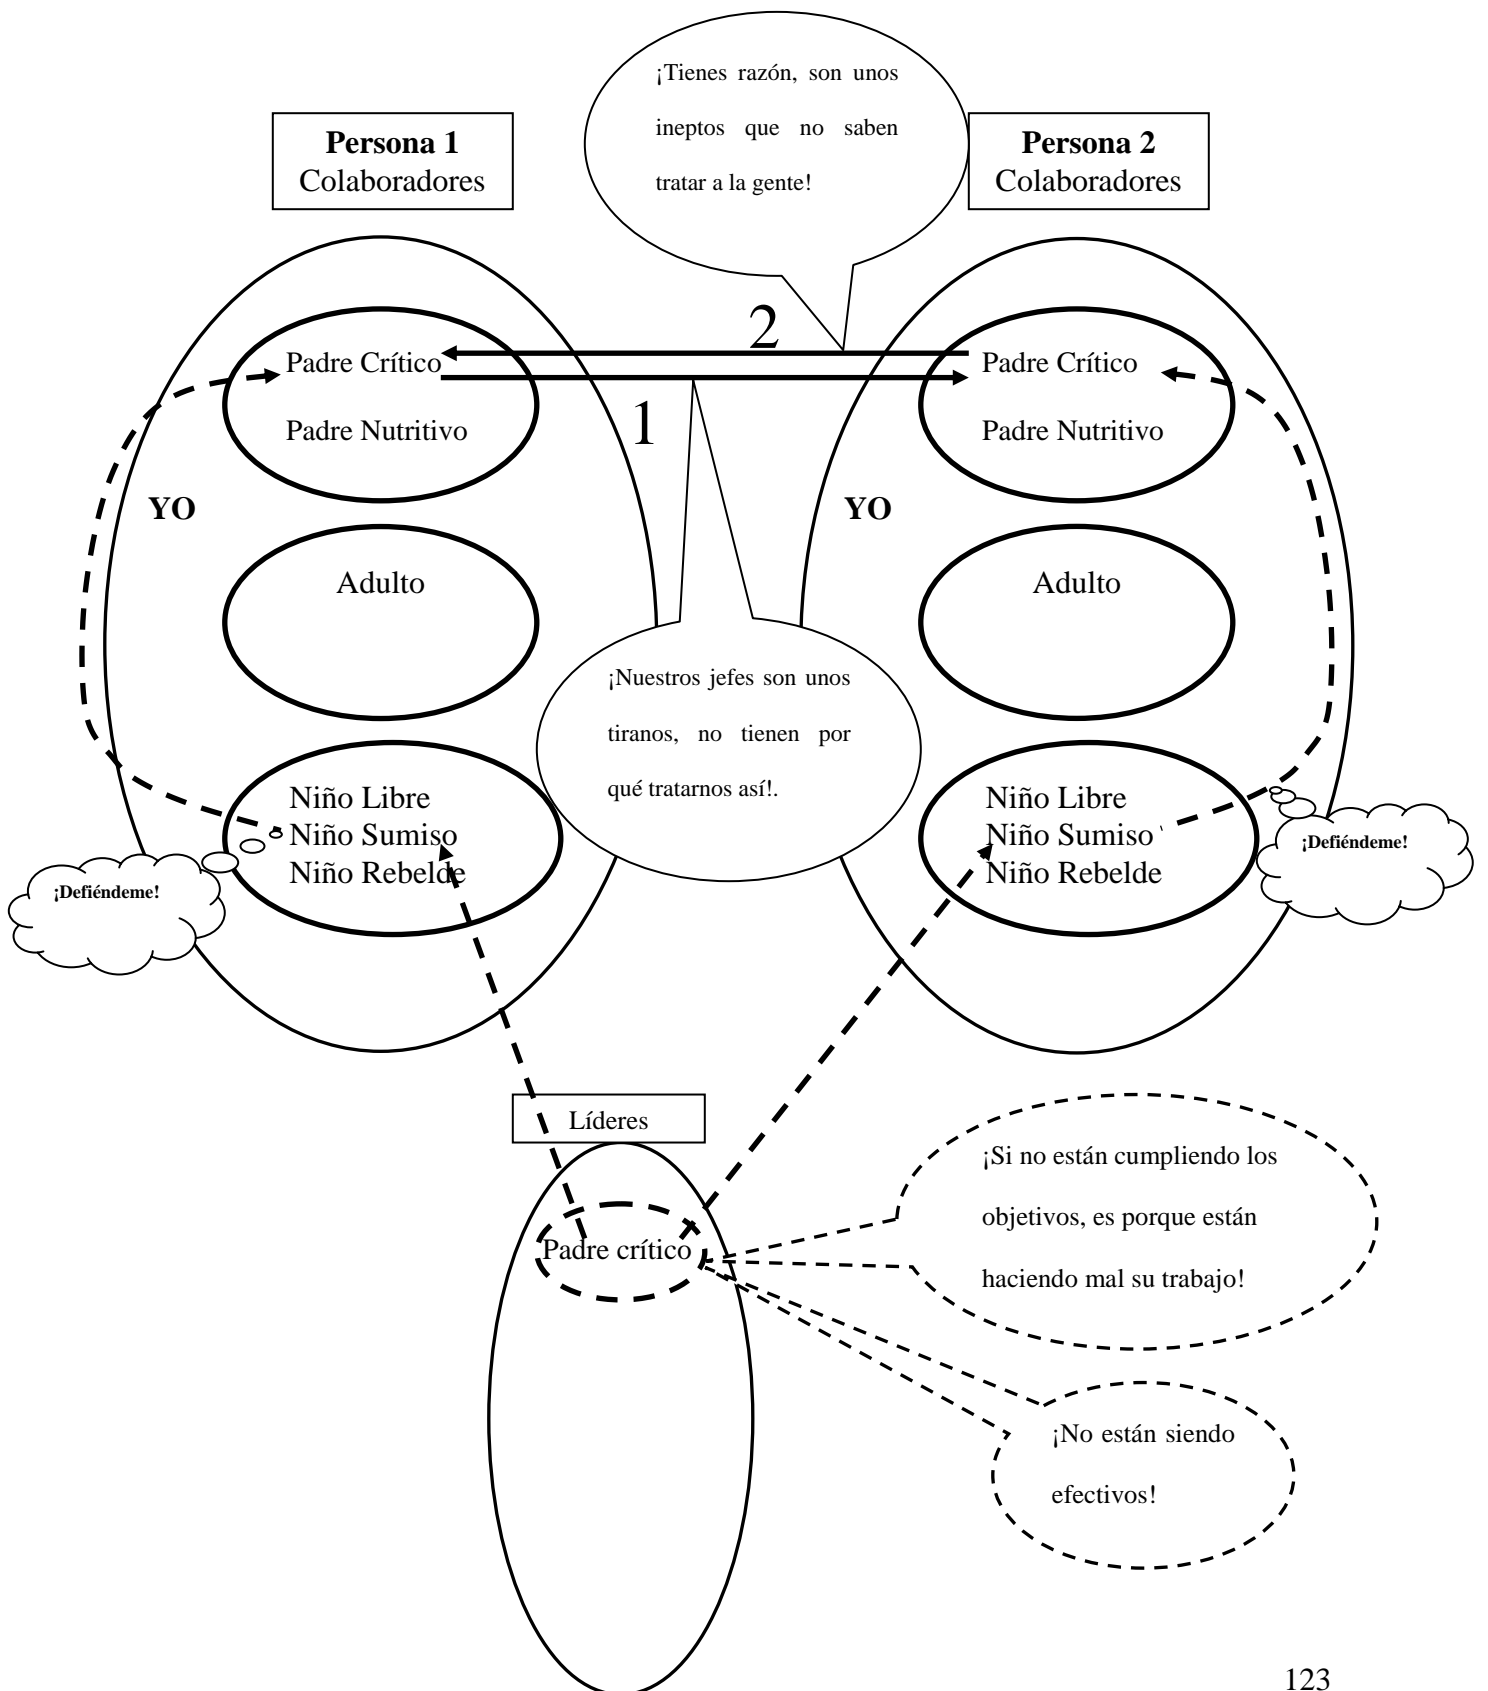 ¡Tienes razón, son unos
ineptos que no saben
tratar a la gente!
Persona 1
Colaboradores
Persona 2
Colaboradores
2
Padre Crítico
Padre Nutritivo
1
Padre Crítico
Padre Nutritivo
YO
YO
Adulto
Adulto
¡Nuestros jefes son unos
tiranos, no tienen por
qué tratarnos así!.
Niño Libre
Niño Sumiso
Niño Rebelde
Niño Libre
Niño Sumiso
Niño Rebelde
¡Defiéndeme!
¡Defiéndeme!
Líderes
Padre crítico
¡Si no están cumpliendo los
objetivos, es porque están
haciendo mal su trabajo!
¡No están siendo
efectivos!
123